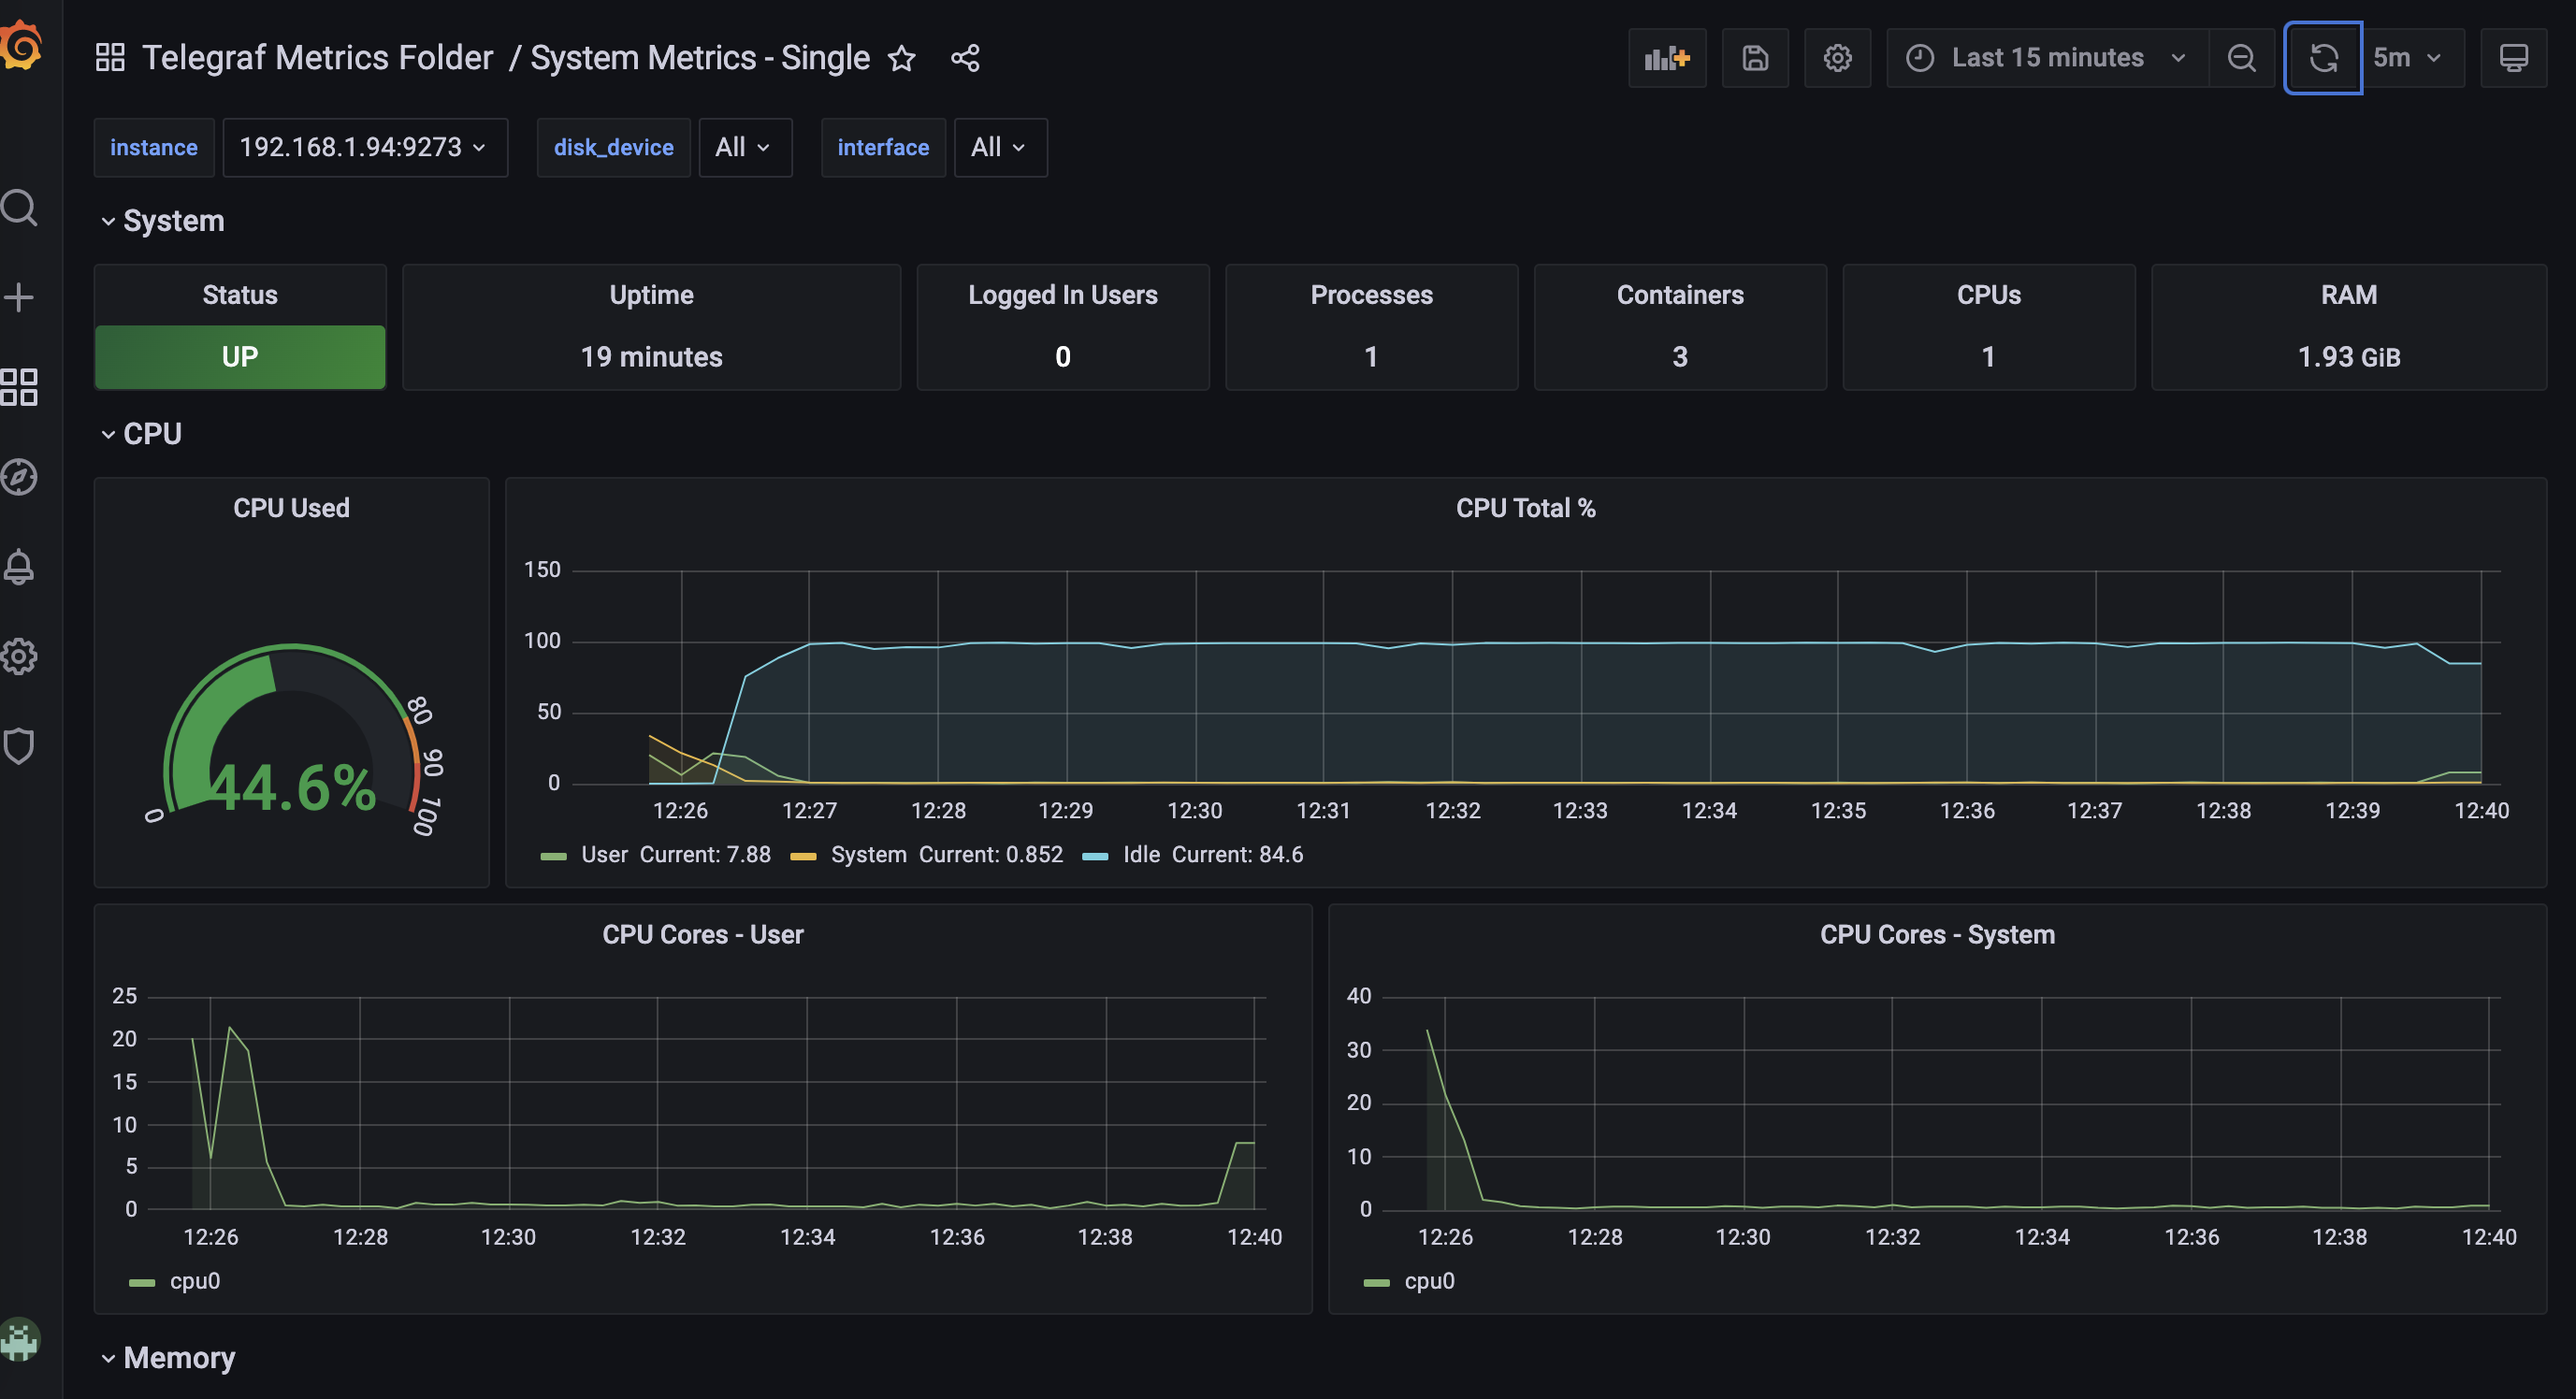 Telegraf Metrics Folder / System Metrics - Single
Last 15 minutes
5m
instance 192.168.1.94:9273 disk_device All interface All
System
Status Uptime Logged In Users Processes Containers CPUs RAM
UP 19 minutes 0 1 3 1 1.93 GiB
CPU
CPU Used
0
80
90
100
44.6%
CPU Total %
150
100
50
0
12:26 12:27 12:28 12:29 12:30 12:31 12:32 12:33 12:34 12:35 12:36 12:37 12:38 12:39 12:40
User Current: 7.88 System Current: 0.852 Idle Current: 84.6
CPU Cores - User
25
20
15
10
5
0
12:26 12:28 12:30 12:32 12:34 12:36 12:38 12:40
cpu0
CPU Cores - System
40
30
20
10
0
12:26 12:28 12:30 12:32 12:34 12:36 12:38 12:40
cpu0
Memory